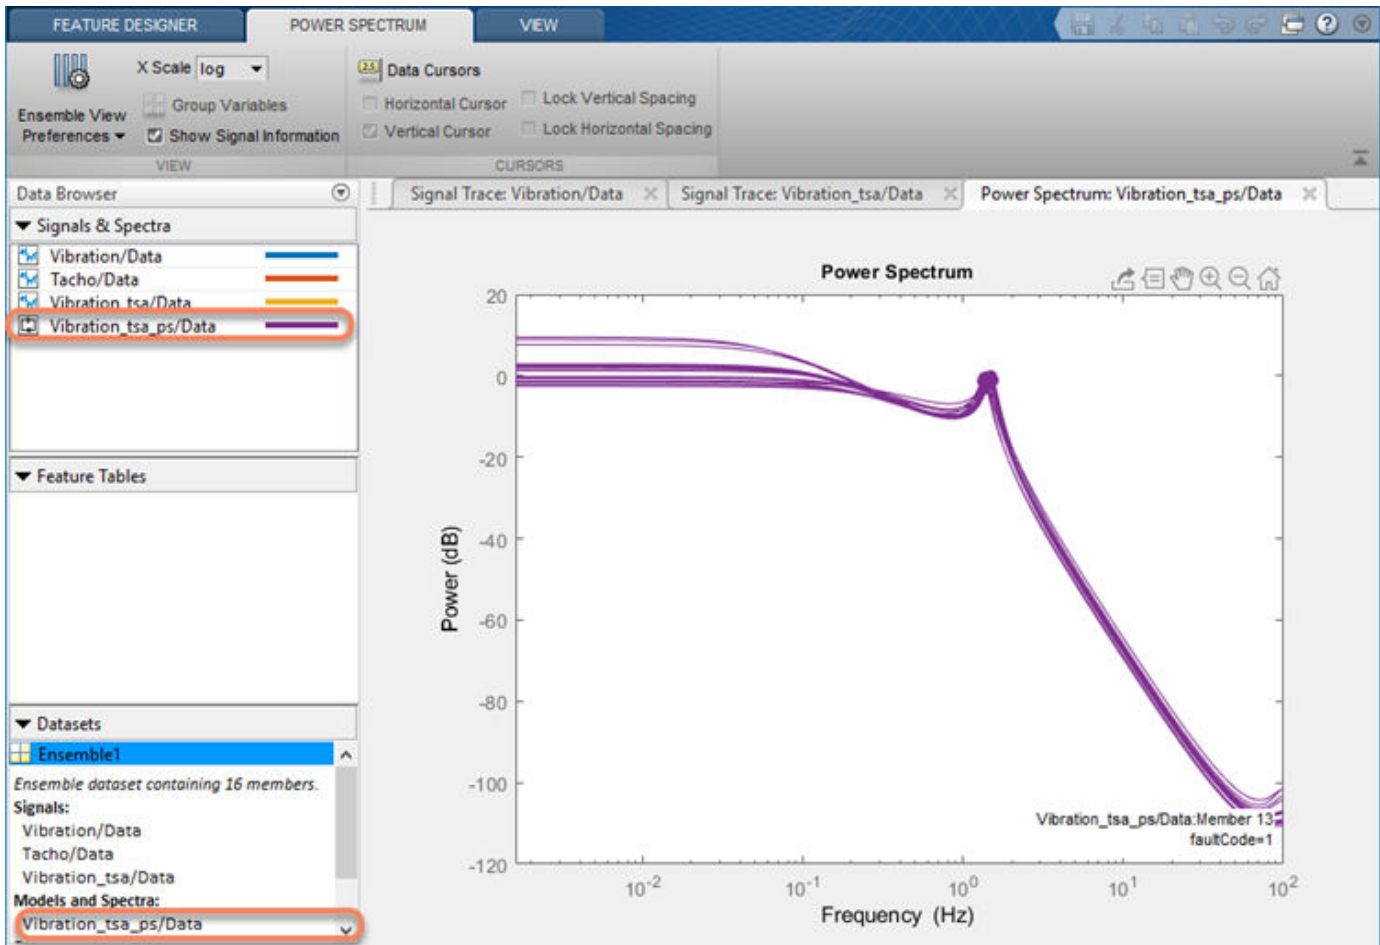 FEATURE DESIGNER POWER SPECTRUM VIEW
X Scale log
Ensemble View
Preferences
Group Variables
Show Signal Information
VIEW
Data Cursors
Horizontal Cursor Lock Vertical Spacing
Vertical Cursor Lock Horizontal Spacing
CURSORS
Data Browser
Signals & Spectra
Vibration/Data
Tacho/Data
Vibration_tsa/Data
Vibration_tsa_ps/Data
Feature Tables
Datasets
Ensemble1
Ensemble dataset containing 16 members.
Signals:
Vibration/Data
Tacho/Data
Vibration_tsa/Data
Models and Spectra:
Vibration_tsa_ps/Data
Signal Trace: Vibration/Data Signal Trace: Vibration_tsa/Data Power Spectrum: Vibration_tsa_ps/Data
Power Spectrum
20
0
-20
-40
-60
-80
-100
-120
Power (dB)
Vibration_tsa_ps/Data:Member 13
faultCode=1
10^-2 10^-1 10^0 10^1 10^2
Frequency (Hz)